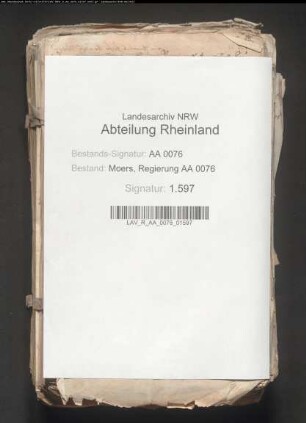 Landesarchiv NRW
Abteilung Rheinland
Bestands-Signatur: AA 0076
Bestand: Moers, Regierung AA 0076
Signatur: 1.597
LAV_R_AA_0076_01597